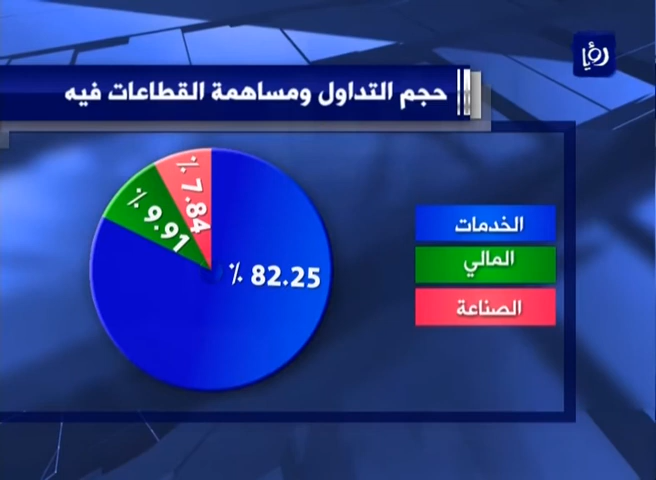 رؤيا
حجم التداول ومساهمة القطاعات فيه
7.84 ٪
9.91 ٪
82.25 ٪
الخدمات
المالي
الصناعة